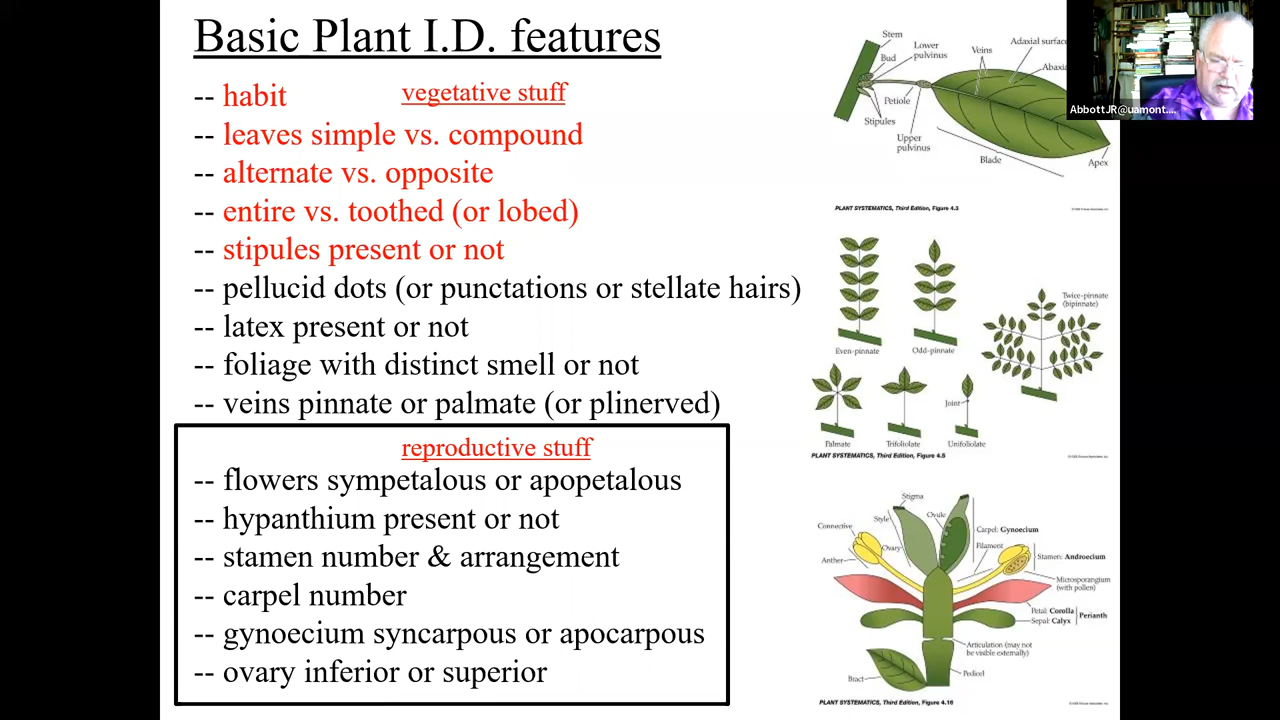 Basic Plant I.D. features
vegetative stuff
-- habit
-- leaves simple vs. compound
-- alternate vs. opposite
-- entire vs. toothed (or lobed)
-- stipules present or not
-- pellucid dots (or punctations or stellate hairs)
-- latex present or not
-- foliage with distinct smell or not
-- veins pinnate or palmate (or plinerved)
reproductive stuff
-- flowers sympetalous or apopetalous
-- hypanthium present or not
-- stamen number & arrangement
-- carpel number
-- gynoecium syncarpous or apocarpous
-- ovary inferior or superior
Stem
Bud
Lower
pulvinus
Veins
Adaxial surfac
Abaxi
Petiole
Stipules
Upper
pulvinus
Blade
Apex
PLANT SYSTEMATICS, Third Edition, Figure 4.3
AbbottJR@uamont....
Even-pinnate
Odd-pinnate
Twice-pinnate
(bipinnate)
Joint
Palmate
Trifoliolate
Unifoliolate
PLANT SYSTEMATICS, Third Edition, Figure 4.5
Stigma
Style
Ovule
Connective
Ovary
Anther
Carpel: Gynoecium
Filament
Stamen: Androecium
Microsporangium
(with pollen)
Petal: Corolla
Sepal: Calyx
Perianth
Articulation (may not
be visible externally)
Pedicel
Bract
PLANT SYSTEMATICS, Third Edition, Figure 4.16